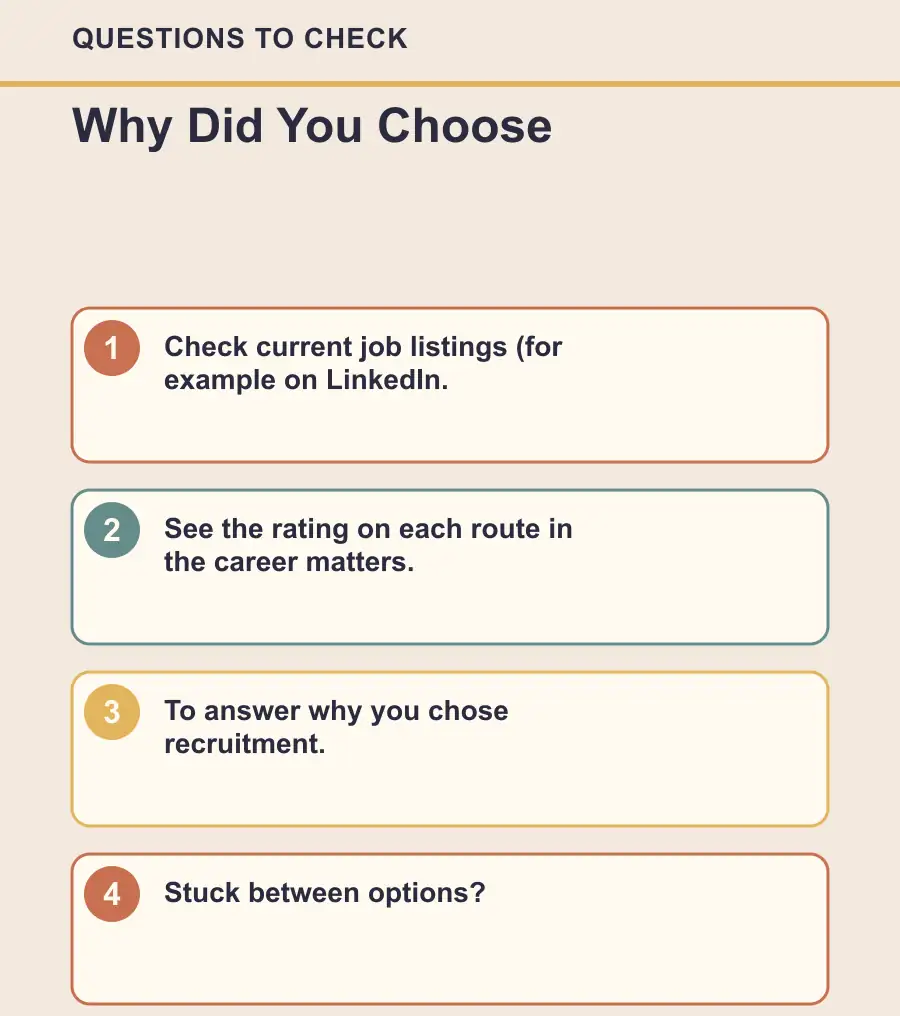 QUESTIONS TO CHECK
Why Did You Choose
1
Check current job listings (for
example on LinkedIn.
2
See the rating on each route in
the career matters.
3
To answer why you chose
recruitment.
4
Stuck between options?